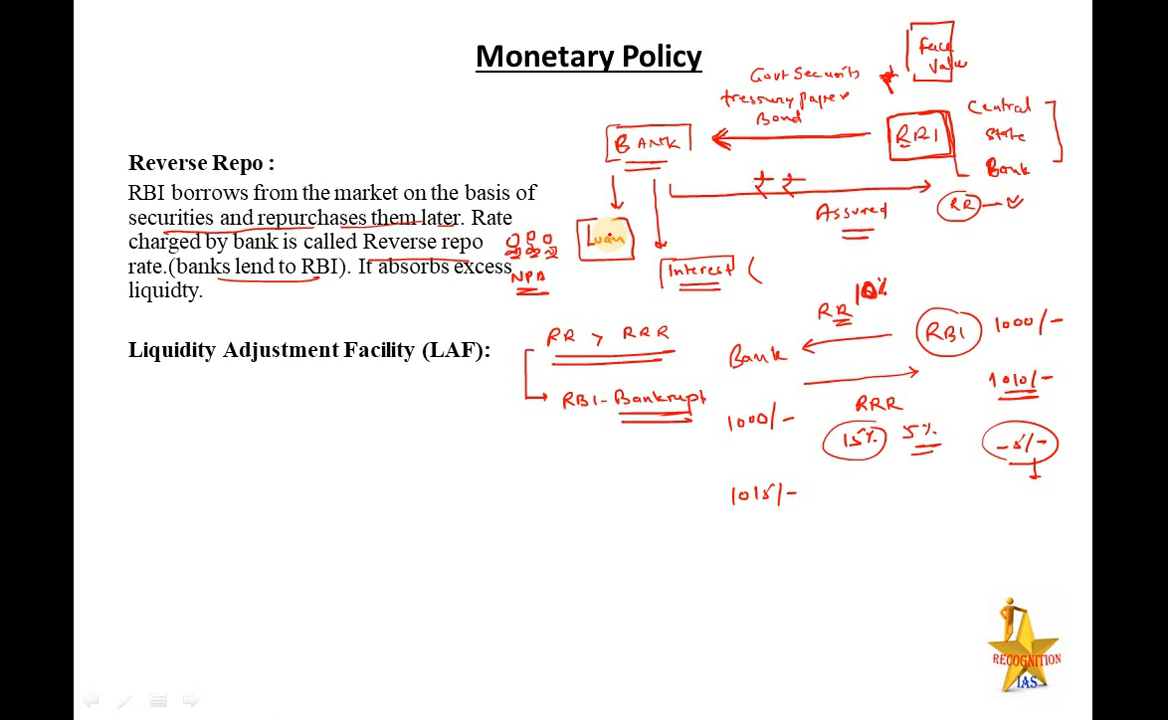 Monetary Policy
Face
Value
Govt Security
treasury paper
Bond
BANK
RBI
Central
State
Bank
Reverse Repo :
RBI borrows from the market on the basis of
securities and repurchases them later. Rate
charged by bank is called Reverse repo
rate.(banks lend to RBI). It absorbs excess
liquidty.
₹ ₹
Assured
RR
Loan
NPA
Interest (
RR 10%
RBI 1000/-
Bank
RR > RRR
RBI - Bankrupt
Liquidity Adjustment Facility (LAF):
1010/-
RRR
1000/-
15% 5%
-5/-
1015/-
RECOGNITION
IAS